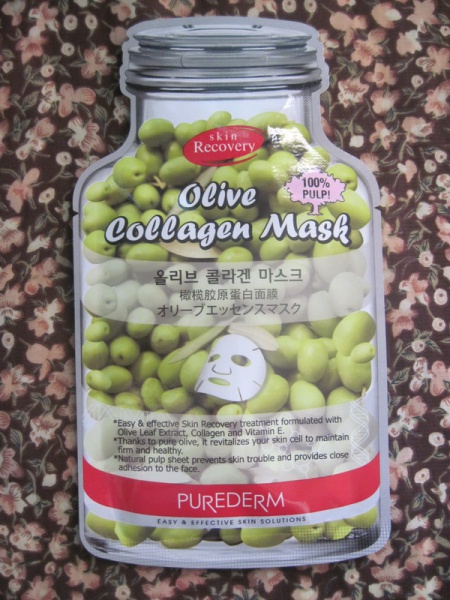 skin
Recovery
Olive
100%
PULP!
Collagen Mask
올리브 콜라겐 마스크
橄榄胶原蛋白面膜
オリーブエッセンスマスク
*Easy & effective Skin Recovery treatment formulated with
Olive Leaf Extract, Collagen and Vitamin E.
*Thanks to pure olive, it revitalizes your skin cell to maintain
firm and healthy.
*Natural pulp sheet prevents skin trouble and provides close
adhesion to the face.
PUREDERM
EASY & EFFECTIVE SKIN SOLUTIONS